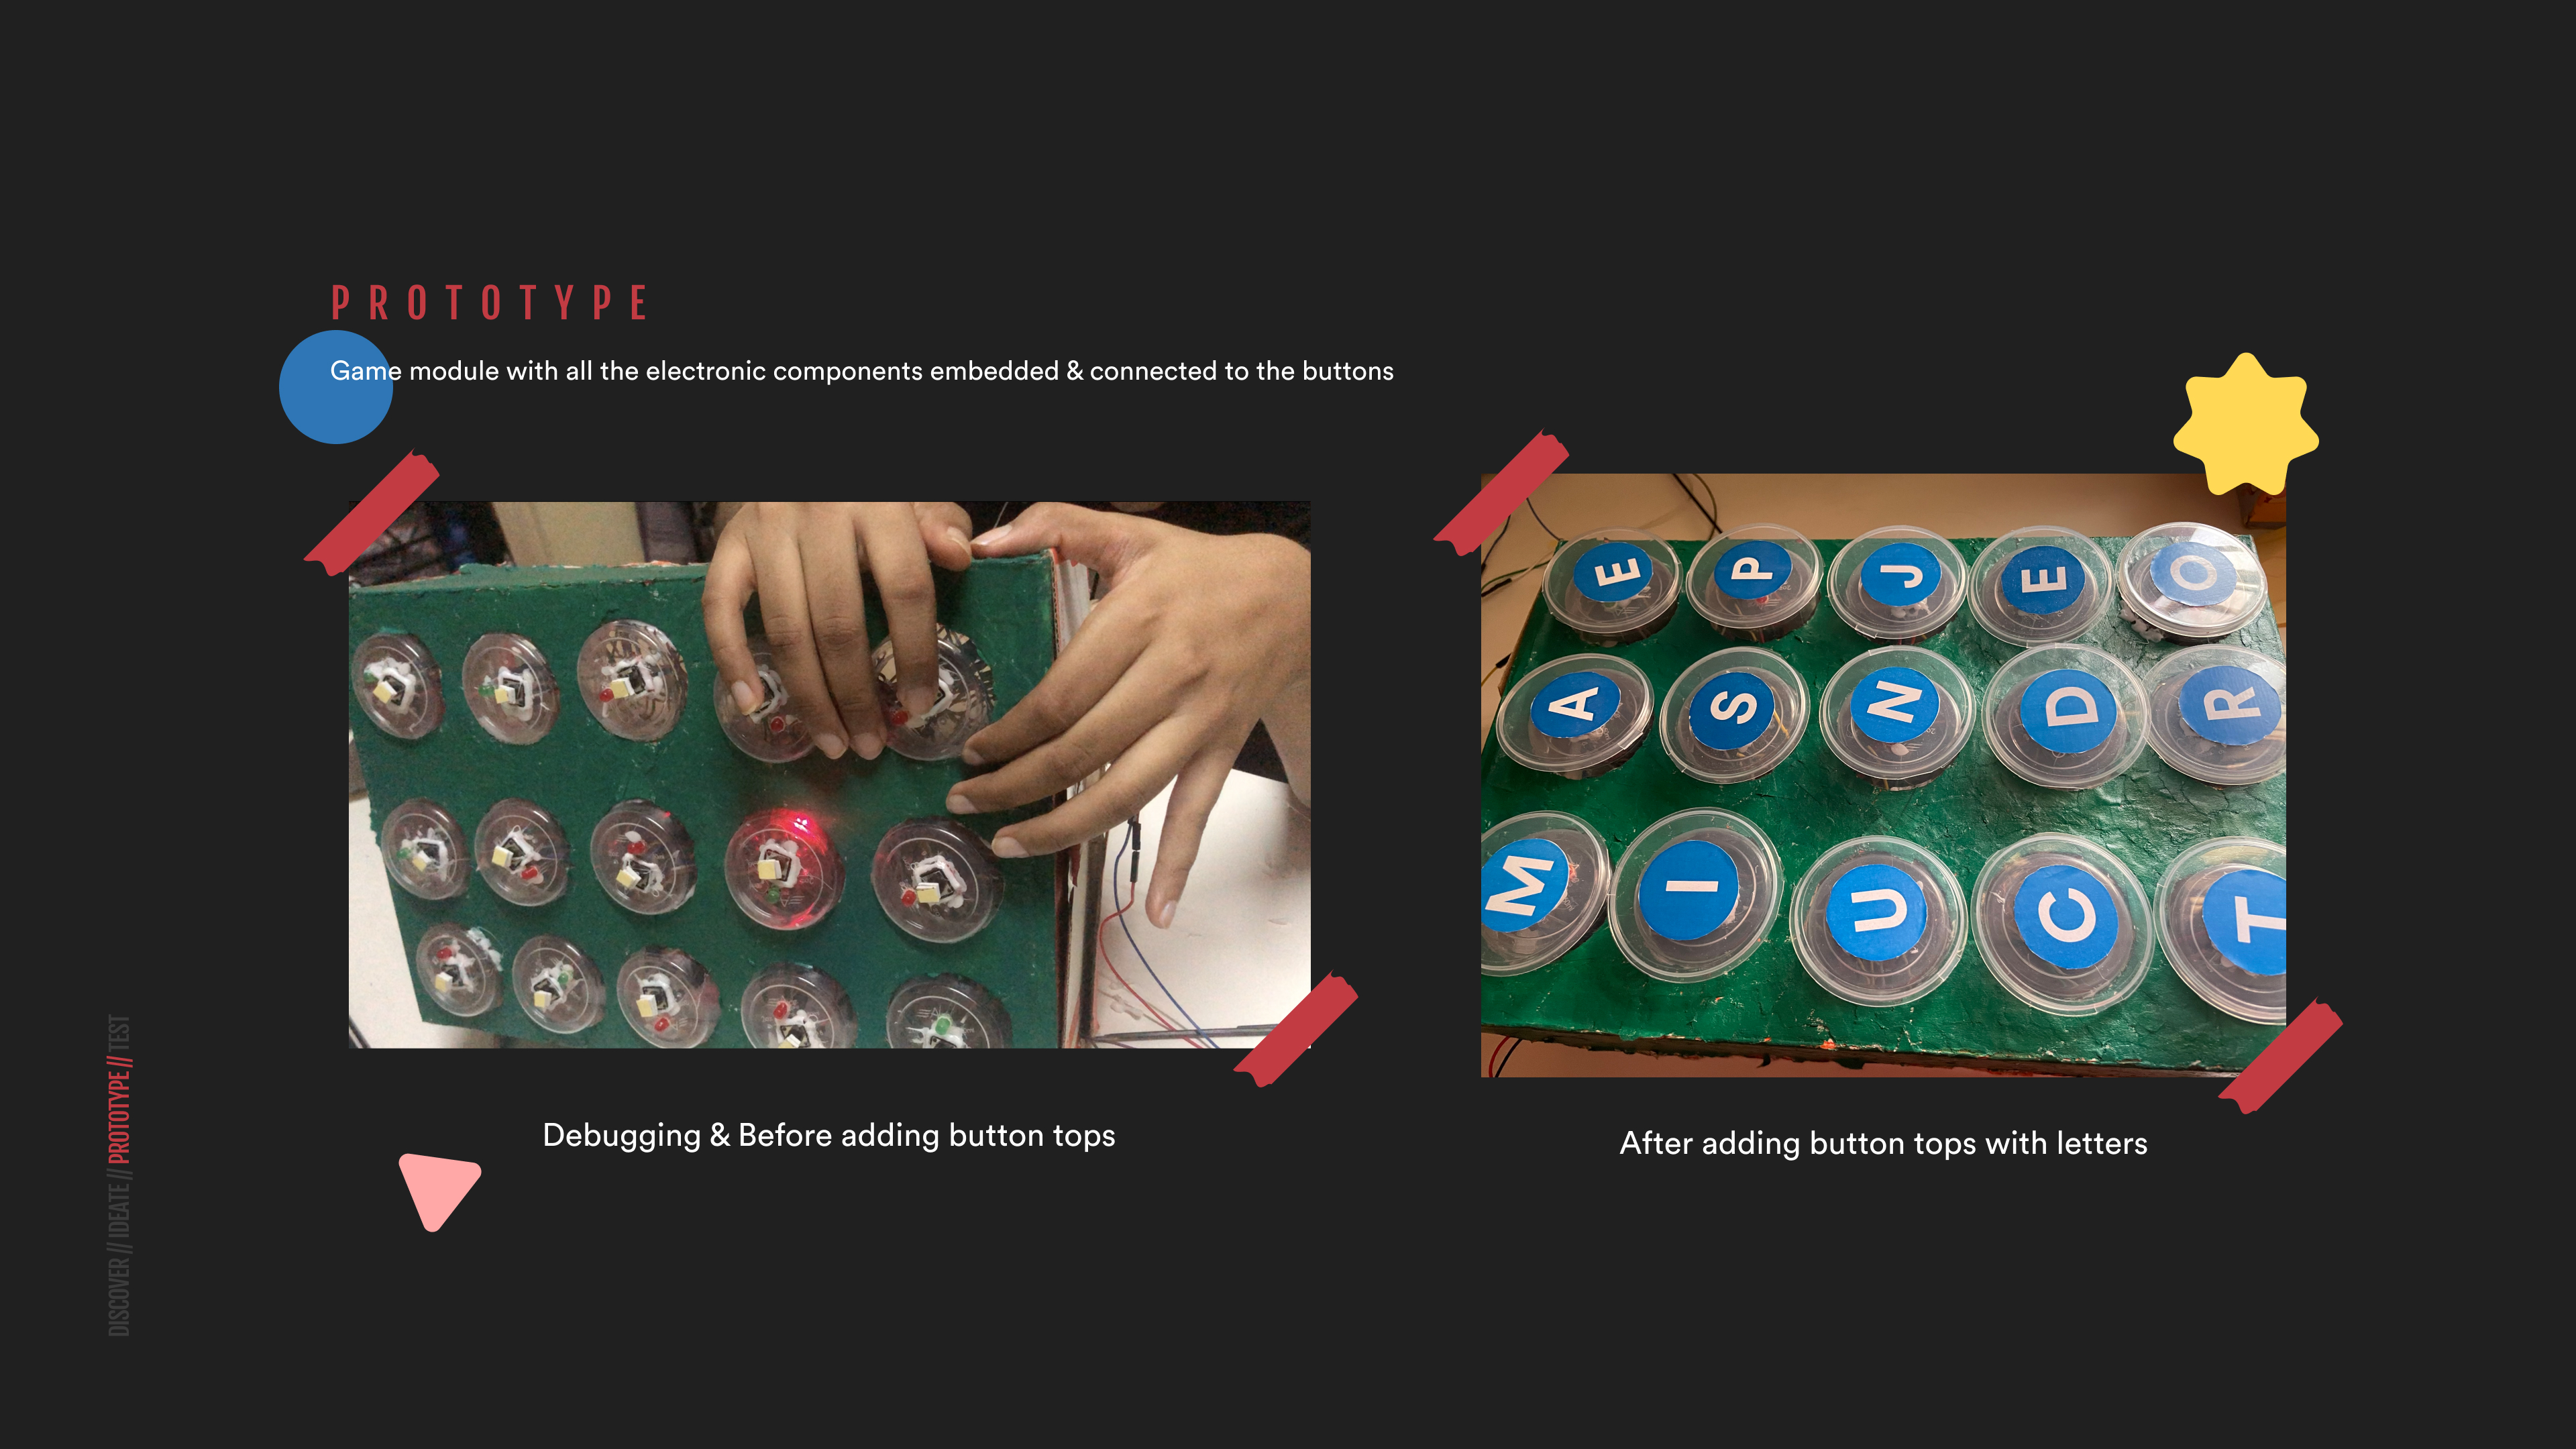 PROTOTYPE
Game module with all the electronic components embedded & connected to the buttons
E P J E O
A S N D R
M I U C T
Debugging & Before adding button tops
After adding button tops with letters
DISCOVER // IDEATE // PROTOTYPE // TEST